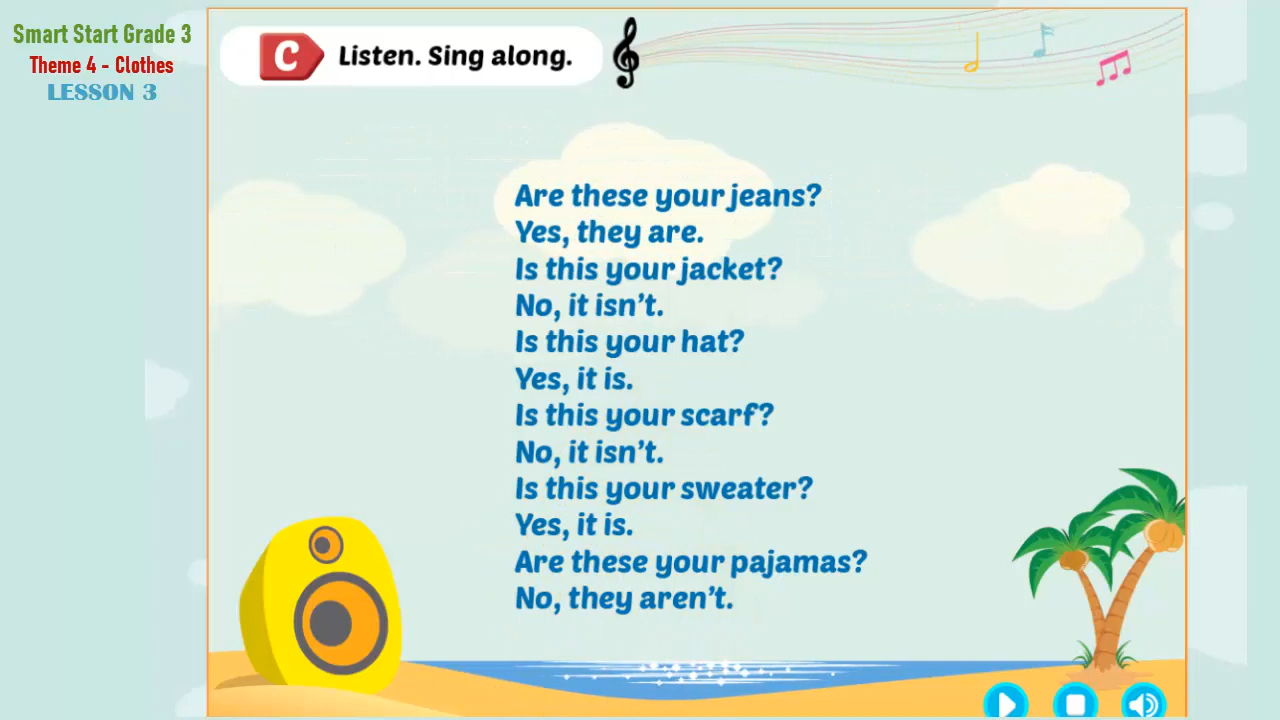 Smart Start Grade 3
Theme 4 - Clothes
LESSON 3
C Listen. Sing along.
Are these your jeans?
Yes, they are.
Is this your jacket?
No, it isn't.
Is this your hat?
Yes, it is.
Is this your scarf?
No, it isn't.
Is this your sweater?
Yes, it is.
Are these your pajamas?
No, they aren't.